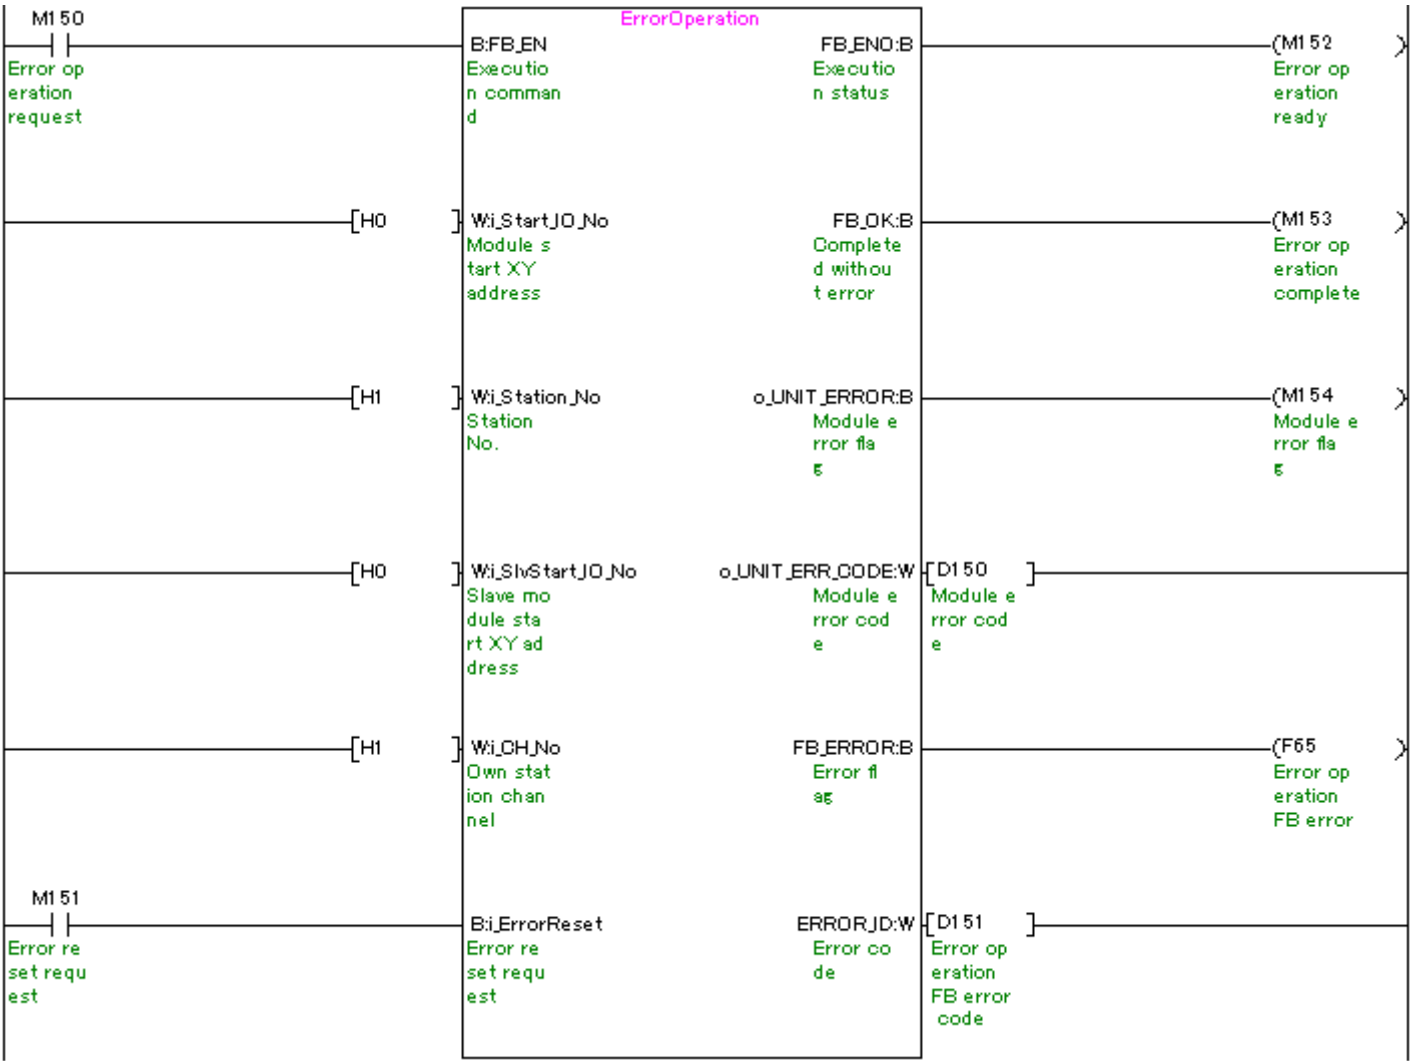 ErrorOperation
M150
B:FB_EN
FB_ENO:B
(M152 )
Error op
eration
request
Executio
n comman
d
Executio
n status
Error op
eration
ready
[H0 ]
W:i_Start_IO_No
FB_OK:B
(M153 )
Module s
tart XY
address
Complete
d withou
t error
Error op
eration
complete
[H1 ]
W:i_Station_No
o_UNIT_ERROR:B
(M154 )
Station
No.
Module e
rror fla
g
Module e
rror fla
g
[H0 ]
W:i_SlvStart_IO_No
o_UNIT_ERR_CODE:W
[D150 ]
Slave mo
dule sta
rt XY ad
dress
Module e
rror cod
e
Module e
rror cod
e
[H1 ]
W:i_CH_No
FB_ERROR:B
(F65 )
Own stat
ion chan
nel
Error fl
ag
Error op
eration
FB error
M151
B:i_ErrorReset
ERROR_ID:W
[D151 ]
Error re
set requ
est
Error re
set requ
est
Error co
de
Error op
eration
FB error
code